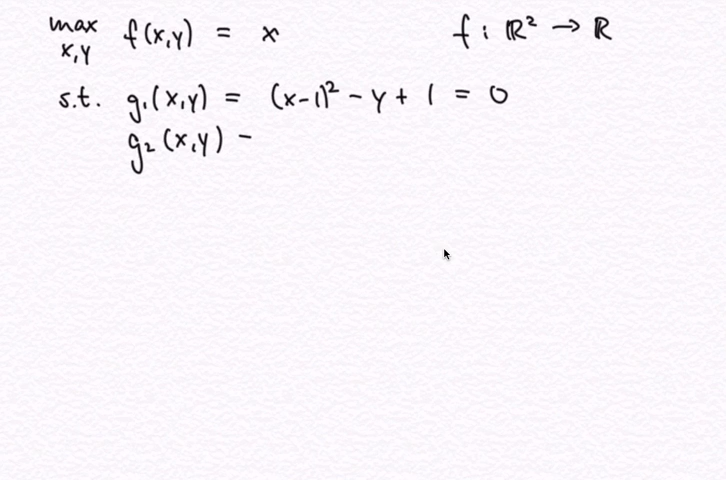 max x,y f(x,y) = x f : ℝ² → ℝ
s.t. g₁(x,y) = (x-1)² - y + 1 = 0
g₂(x,y) -